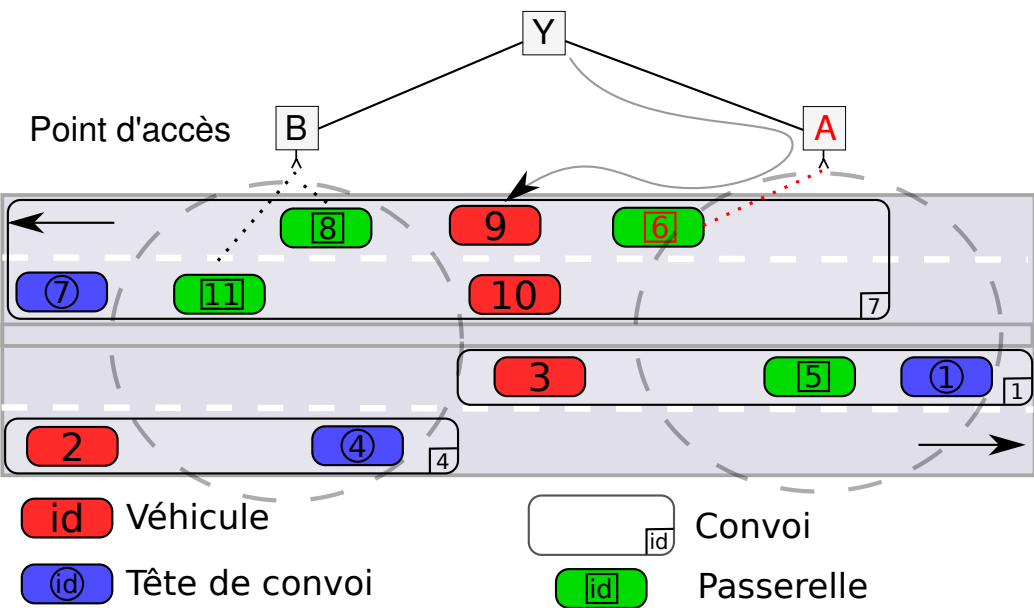 Y
Point d'accès
B
A
8
9
6
7
11
10
7
3
5
1
1
2
4
4
id Véhicule
id Convoi
id Tête de convoi
id Passerelle